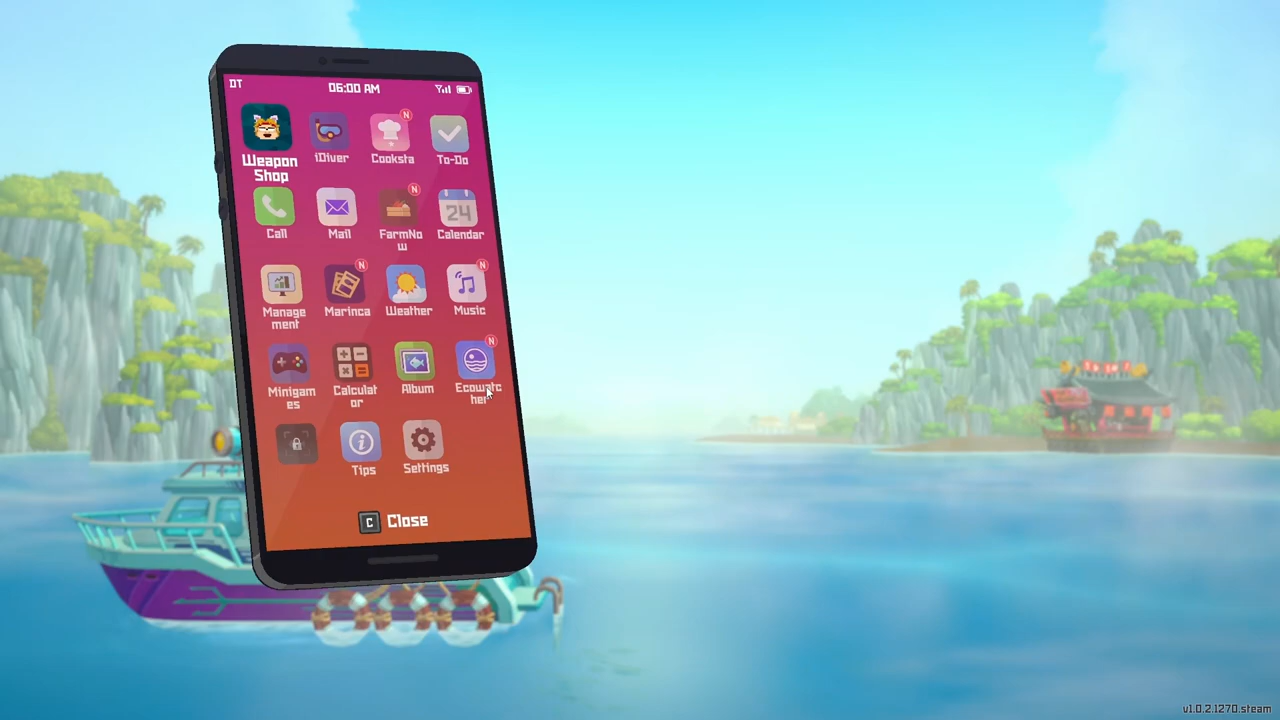 DT
06:00 AM
Weapon
Shop
iDiver
N
Cooksta
To-Do
Call
Mail
N
FarmNo
w
24
Calendar
Manage
ment
N
Marinca
Weather
N
Music
Minigam
es
Calculat
or
Album
N
Ecowatc
her
Tips
Settings
C Close
v1.0.2.1270.steam